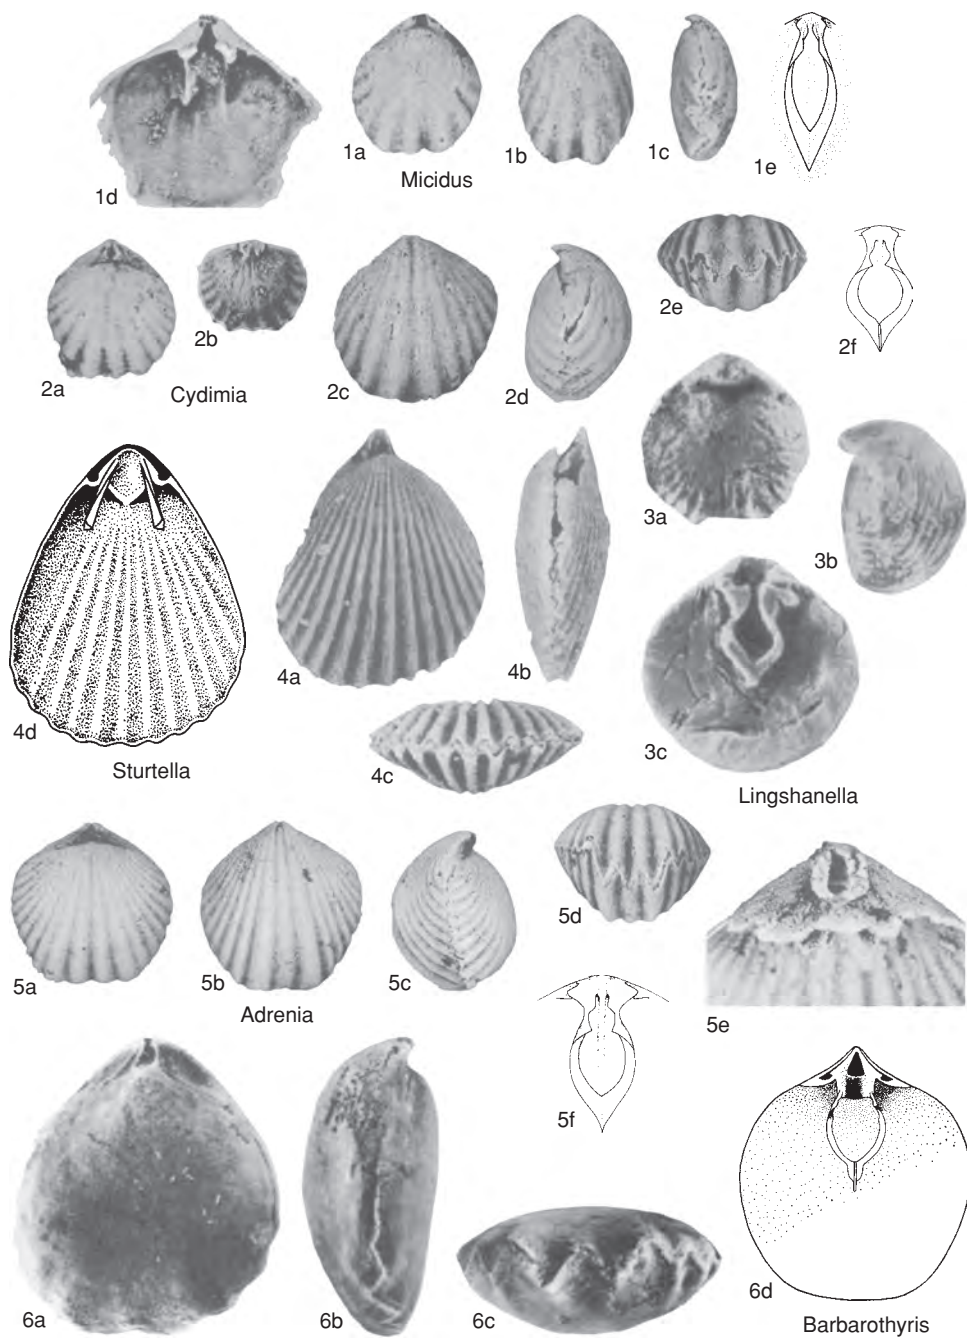 1d
1a
1b
1c
1e
Micidus
2a
2b
2c
2d
2e
2f
Cydimia
3a
3b
3c
Lingshanella
4d
4a
4b
4c
Sturtella
5a
5b
5c
5d
5e
5f
Adrenia
6a
6b
6c
6d
Barbarothyris